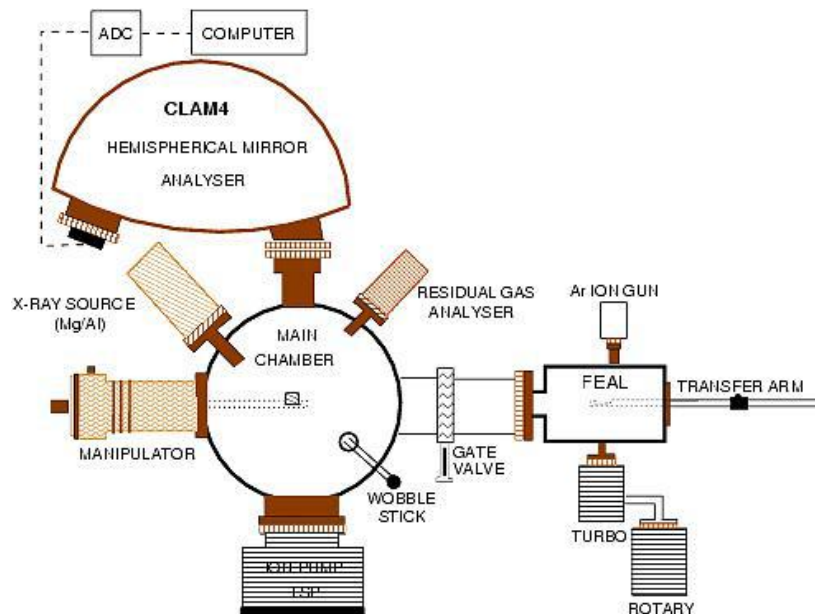 ADC
COMPUTER
CLAM4
HEMISPHERICAL MIRROR
ANALYSER
X-RAY SOURCE
(Mg/Al)
RESIDUAL GAS
ANALYSER
Ar ION GUN
MAIN
CHAMBER
FEAL
TRANSFER ARM
MANIPULATOR
GATE
VALVE
WOBBLE
STICK
TURBO
ION PUMP
TSP
ROTARY